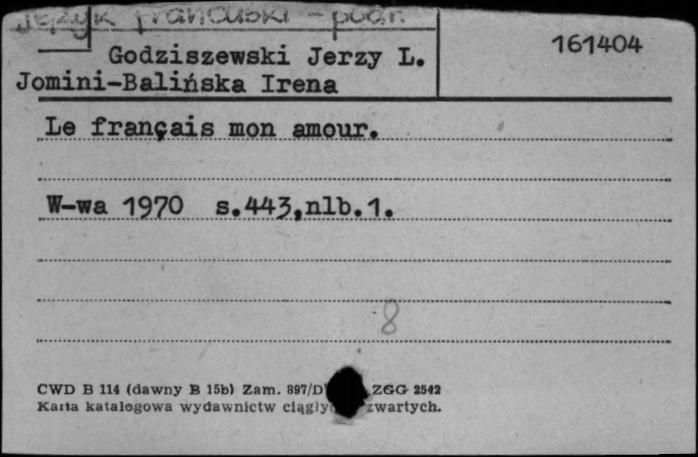 Język francuski - podr.
Godziszewski Jerzy L. 161404
Jomini-Balińska Irena
Le français mon amour.
W-wa 1970 s.443,nlb.1.
8
CWD B 114 (dawny B 15b) Zam. 897/D ZGG 2542
Karta katalogowa wydawnictw zwartych.